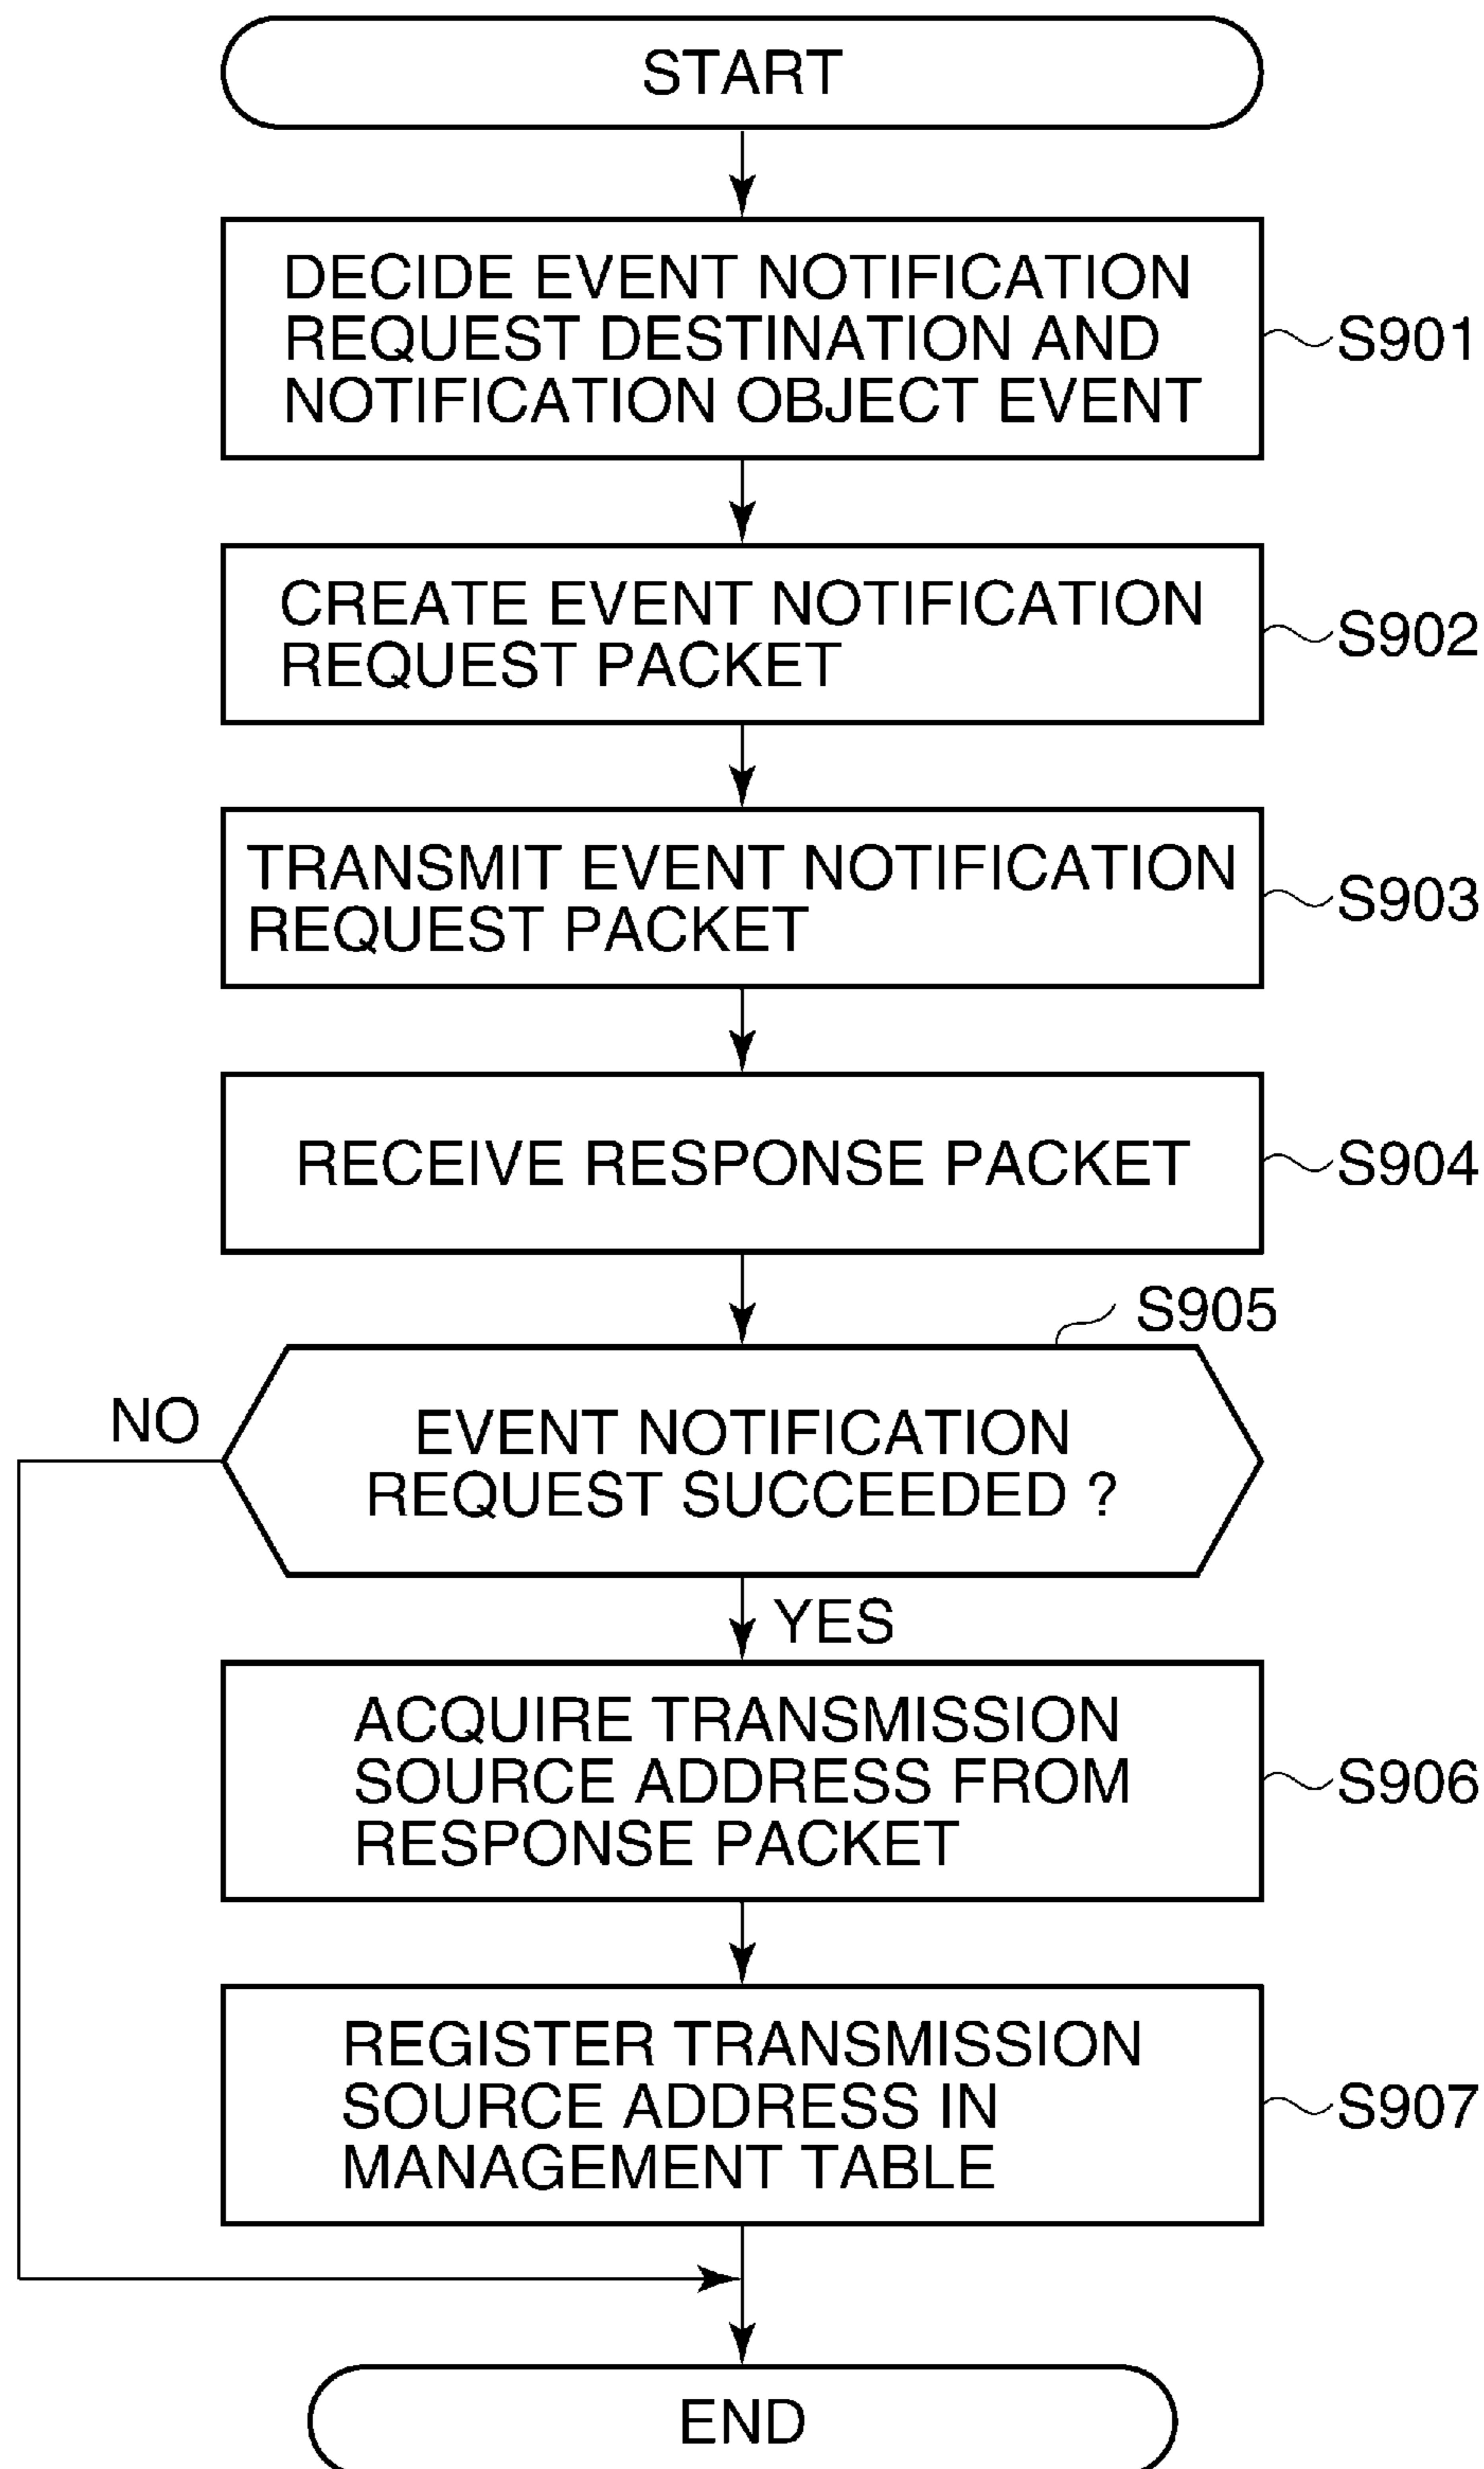 START
DECIDE EVENT NOTIFICATION
REQUEST DESTINATION AND
NOTIFICATION OBJECT EVENT
S901
CREATE EVENT NOTIFICATION
REQUEST PACKET
S902
TRANSMIT EVENT NOTIFICATION
REQUEST PACKET
S903
RECEIVE RESPONSE PACKET
S904
S905
NO
EVENT NOTIFICATION
REQUEST SUCCEEDED ?
YES
ACQUIRE TRANSMISSION
SOURCE ADDRESS FROM
RESPONSE PACKET
S906
REGISTER TRANSMISSION
SOURCE ADDRESS IN
MANAGEMENT TABLE
S907
END